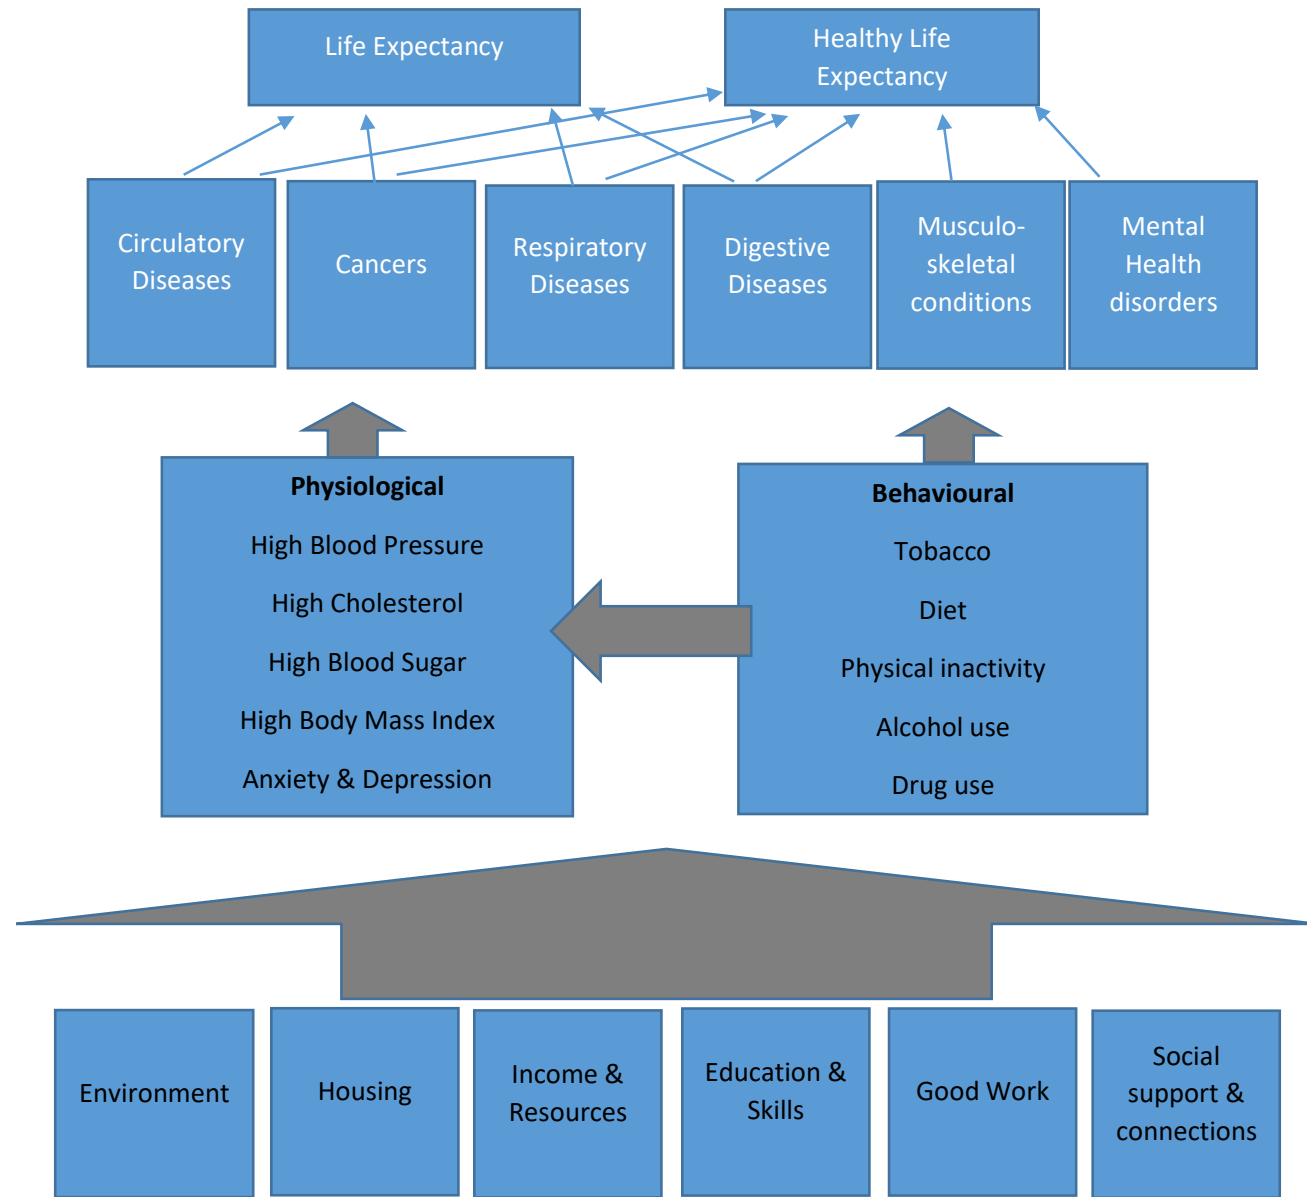 Life Expectancy
Healthy Life
Expectancy
Circulatory
Diseases
Cancers
Respiratory
Diseases
Digestive
Diseases
Musculo-
skeletal
conditions
Mental
Health
disorders
Physiological
High Blood Pressure
High Cholesterol
High Blood Sugar
High Body Mass Index
Anxiety & Depression
Behavioural
Tobacco
Diet
Physical inactivity
Alcohol use
Drug use
Environment
Housing
Income &
Resources
Education &
Skills
Good Work
Social
support &
connections